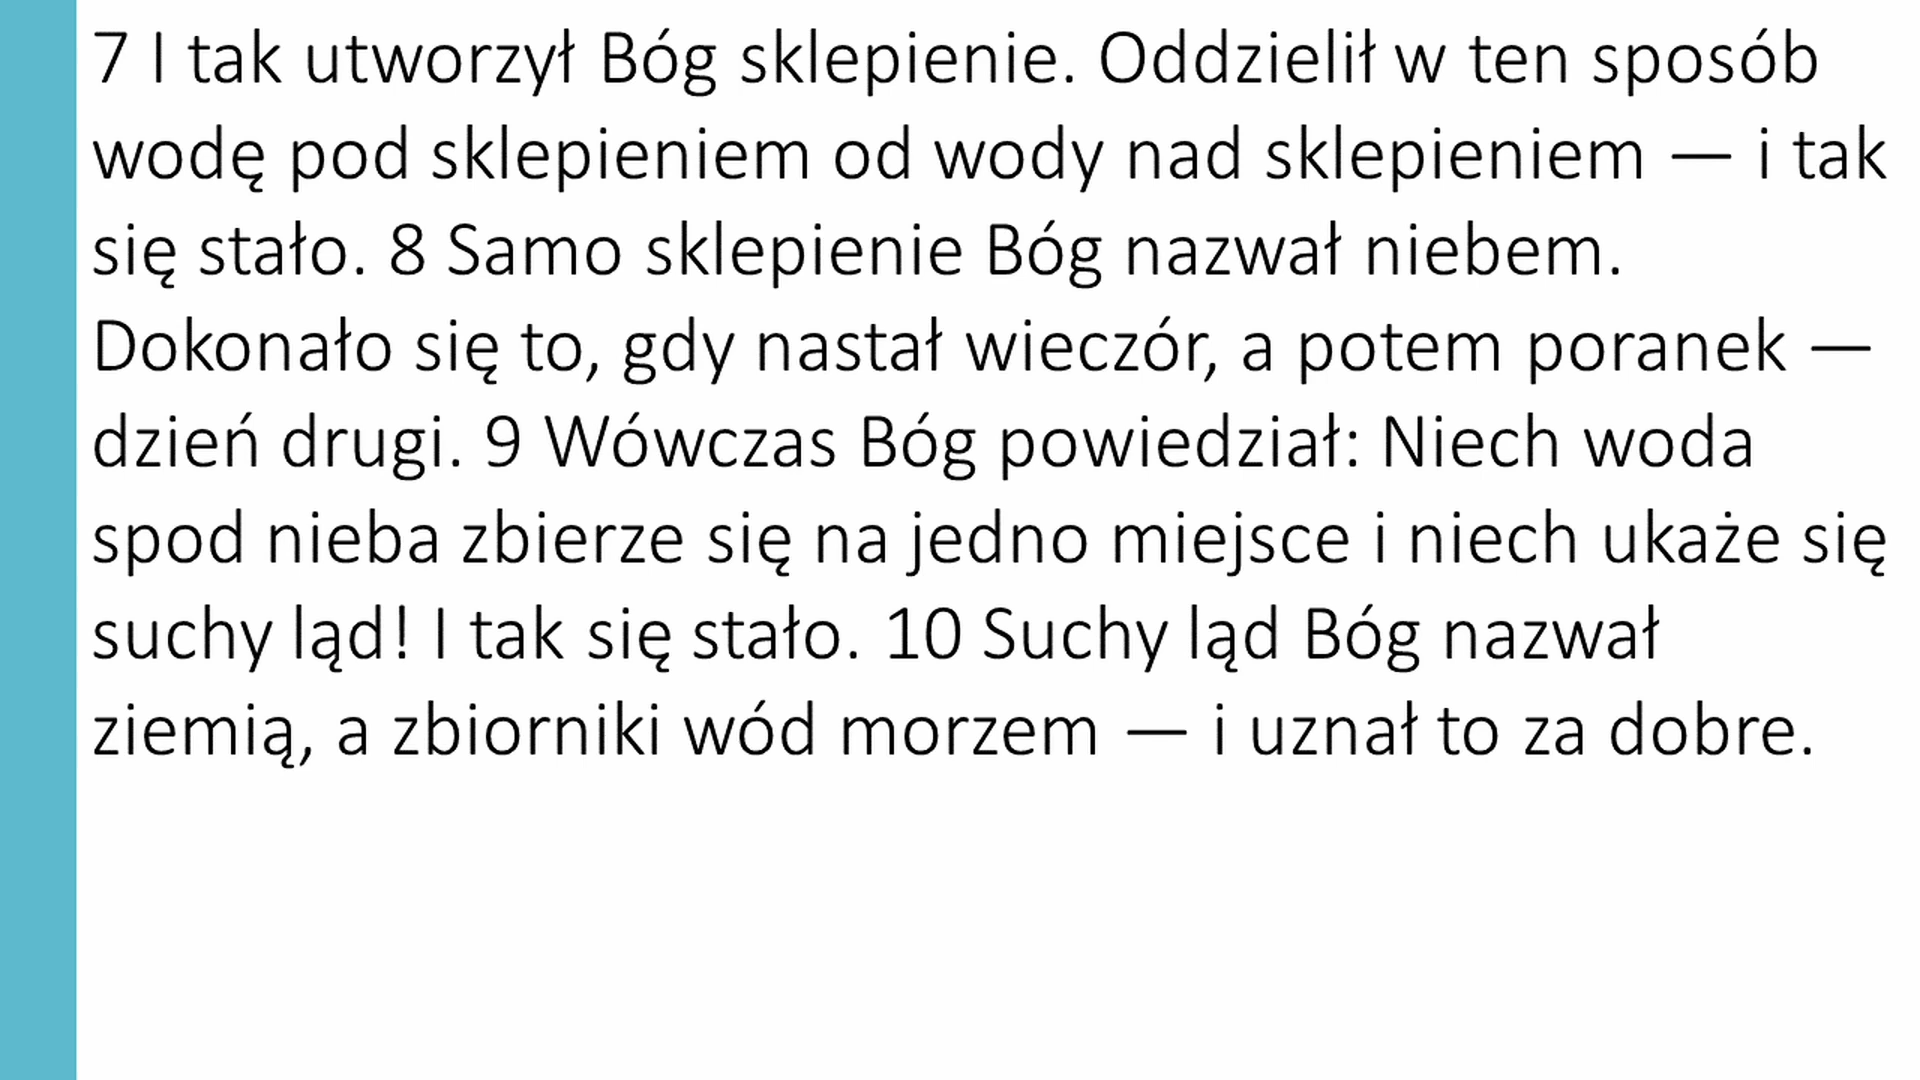 7 I tak utworzył Bóg sklepienie. Oddzielił w ten sposób
wodę pod sklepieniem od wody nad sklepieniem — i tak
się stało. 8 Samo sklepienie Bóg nazwał niebem.
Dokonało się to, gdy nastał wieczór, a potem poranek —
dzień drugi. 9 Wówczas Bóg powiedział: Niech woda
spod nieba zbierze się na jedno miejsce i niech ukaże się
suchy ląd! I tak się stało. 10 Suchy ląd Bóg nazwał
ziemią, a zbiorniki wód morzem — i uznał to za dobre.